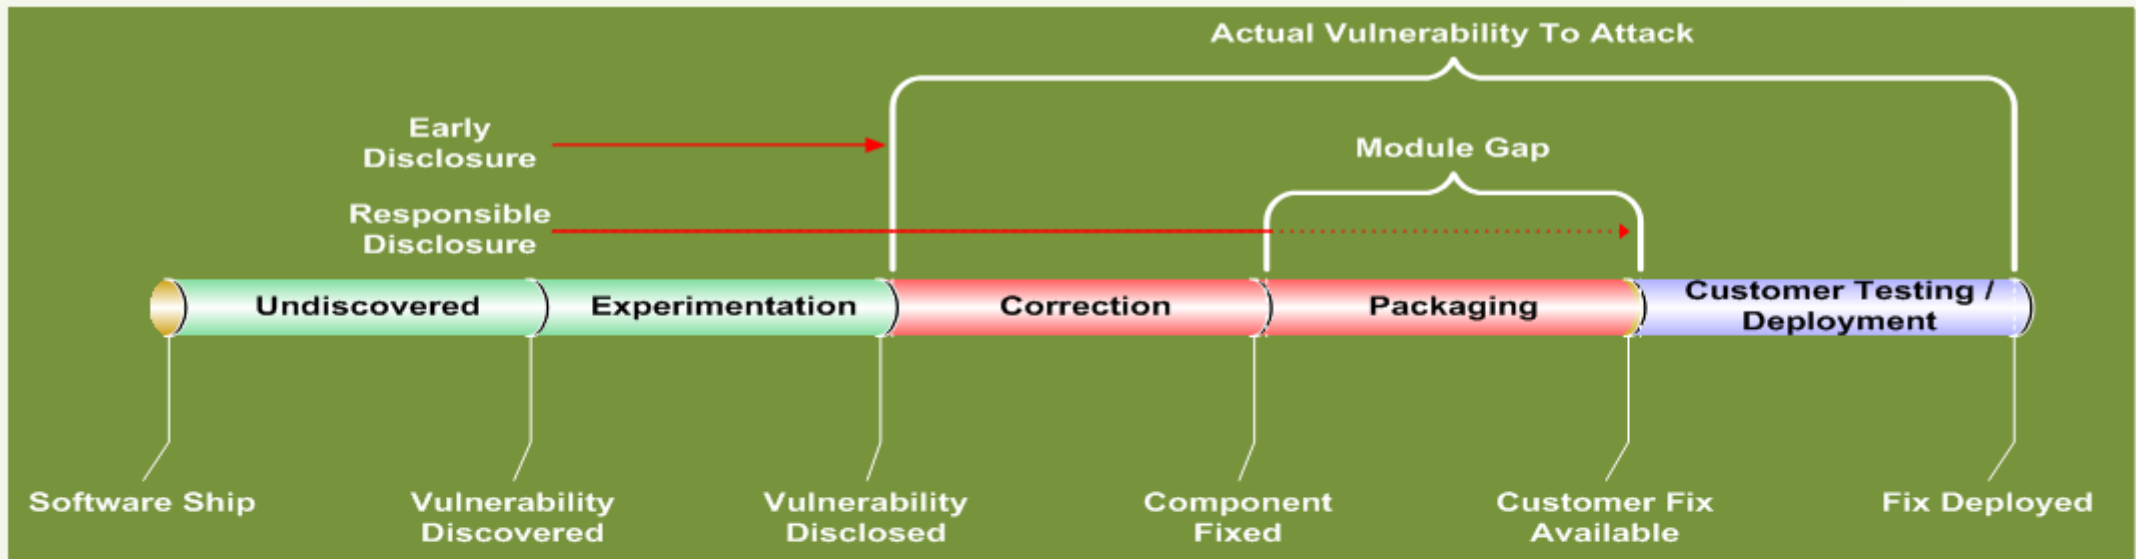 Actual Vulnerability To Attack
Early
Disclosure
Module Gap
Responsible
Disclosure
Undiscovered
Experimentation
Correction
Packaging
Customer Testing /
Deployment
Software Ship
Vulnerability
Discovered
Vulnerability
Disclosed
Component
Fixed
Customer Fix
Available
Fix Deployed